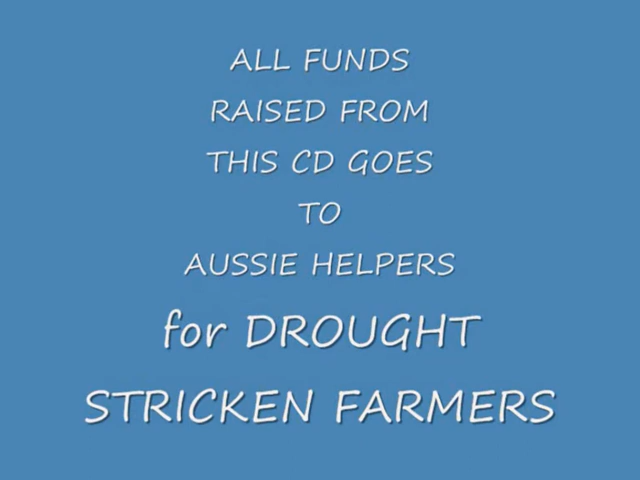 ALL FUNDS
RAISED FROM
THIS CD GOES
TO
AUSSIE HELPERS
for DROUGHT
STRICKEN FARMERS